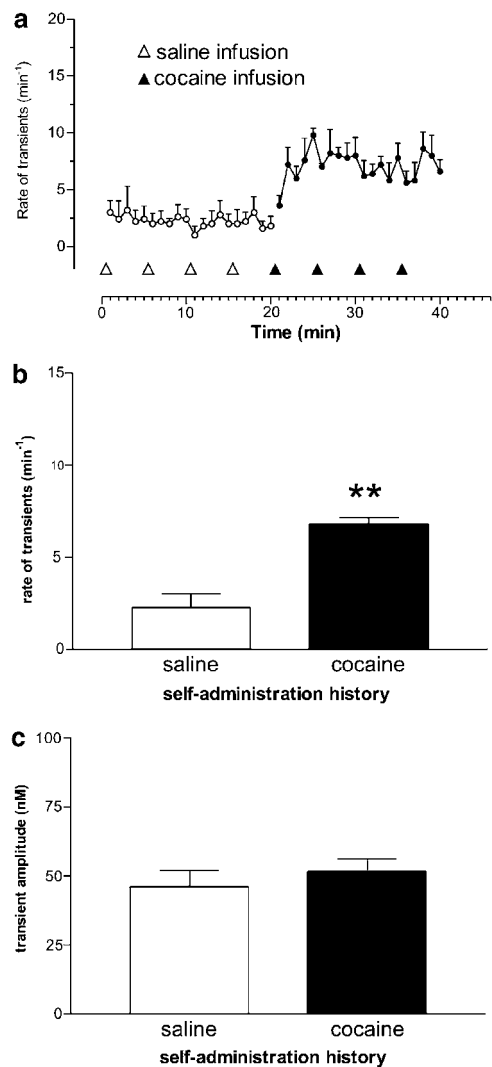 a
20
15
10
5
0
Rate of transients (min-1)
△ saline infusion
▲ cocaine infusion
0 10 20 30 40
Time (min)
b
15
10
5
0
rate of transients (min-1)
**
saline cocaine
self-administration history
c
100
75
50
25
0
transient amplitude (nM)
saline cocaine
self-administration history